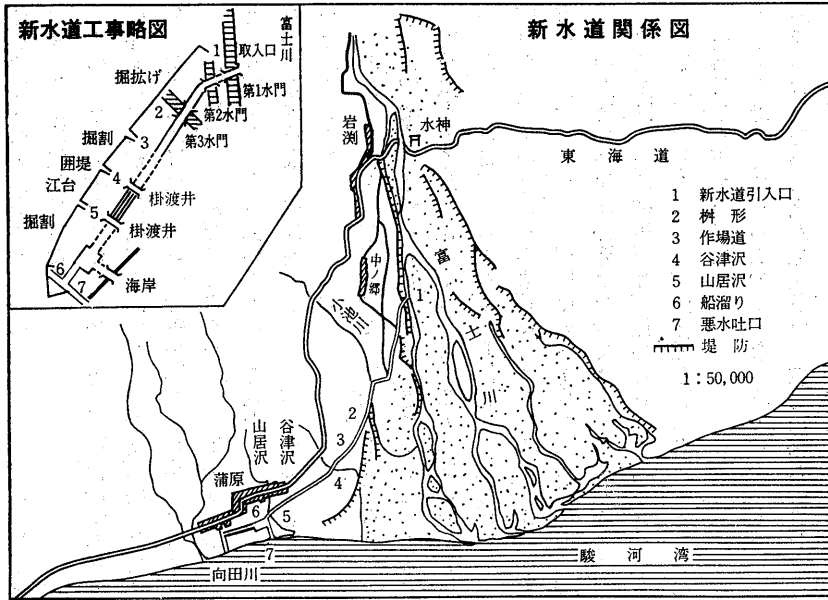 新水道工事略図
富士川
1 取入口
掘拡げ
第1水門
2
第2水門
第3水門
掘割
3
囲堤
江台
4
掛渡井
掘割
5
掛渡井
6
7
海岸
新水道関係図
岩渕
水神
東海道
1 新水道引入口
2 桝形
3 作場道
4 谷津沢
5 山居沢
6 船溜り
7 悪水吐口
堤防
1:50,000
中ノ郷
小池川
富士川
1
2
3
4
山居沢
谷津沢
蒲原
6
5
7
向田川
駿河湾